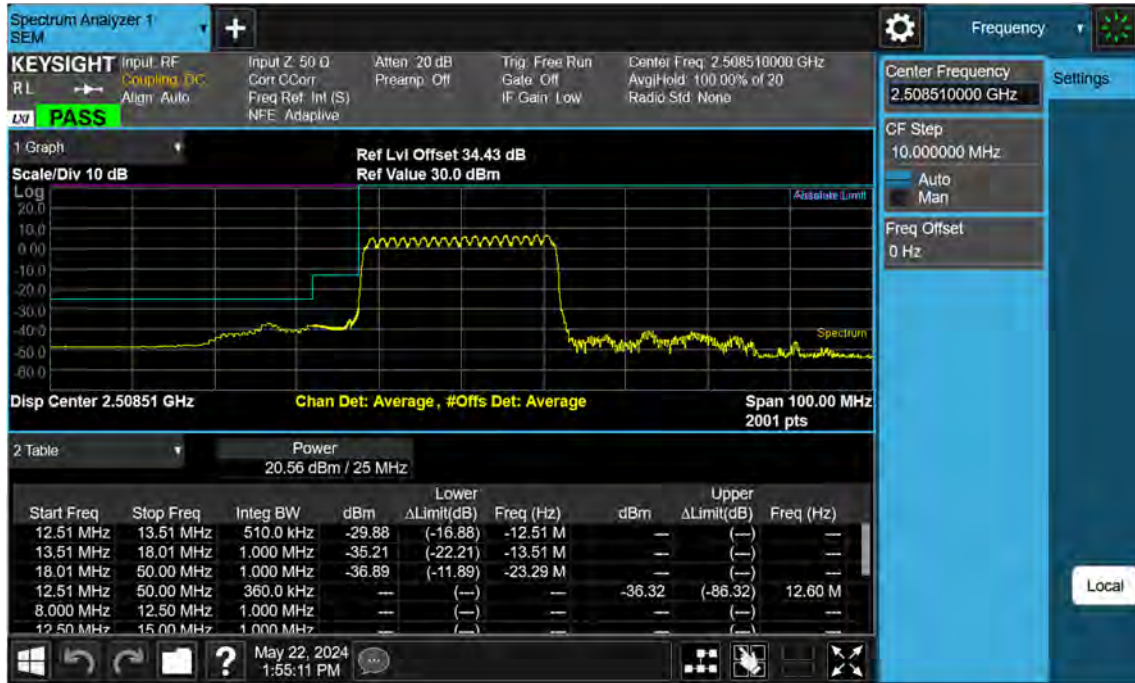 Spectrum Analyzer 1
SEM
Frequency
KEYSIGHT
RL
LXI
PASS
Input: RF
Coupling: DC
Align: Auto
Input Z: 50 Ω
Corr CCorr
Freq Ref: Int (S)
NFE: Adaptive
Atten: 20 dB
Preamp: Off
Trig: Free Run
Gate: Off
IF Gain: Low
Center Freq: 2.508510000 GHz
Avg|Hold: 100.00% of 20
Radio Std: None
Center Frequency
2.508510000 GHz
Settings
CF Step
10.000000 MHz
Auto
Man
Freq Offset
0 Hz
Local
1 Graph
Scale/Div 10 dB
Ref Lvl Offset 34.43 dB
Ref Value 30.0 dBm
Log
20.0
10.0
0.00
-10.0
-20.0
-30.0
-40.0
-50.0
-60.0
Absolute Limit
Spectrum
Disp Center 2.50851 GHz
Chan Det: Average, #Offs Det: Average
Span 100.00 MHz
2001 pts
2 Table
Power
20.56 dBm / 25 MHz
Lower Upper
Start Freq Stop Freq Integ BW dBm ΔLimit(dB) Freq (Hz) dBm ΔLimit(dB) Freq (Hz)
12.51 MHz 13.51 MHz 510.0 kHz -29.88 (-16.88) -12.51 M --- (---) ---
13.51 MHz 18.01 MHz 1.000 MHz -35.21 (-22.21) -13.51 M --- (---) ---
18.01 MHz 50.00 MHz 1.000 MHz -36.89 (-11.89) -23.29 M --- (---) ---
12.51 MHz 50.00 MHz 360.0 kHz --- (---) --- -36.32 (-86.32) 12.60 M
8.000 MHz 12.50 MHz 1.000 MHz --- (---) --- --- (---) ---
12.50 MHz 15.00 MHz 1.000 MHz --- (---) --- --- (---) ---
?
May 22, 2024
1:55:11 PM